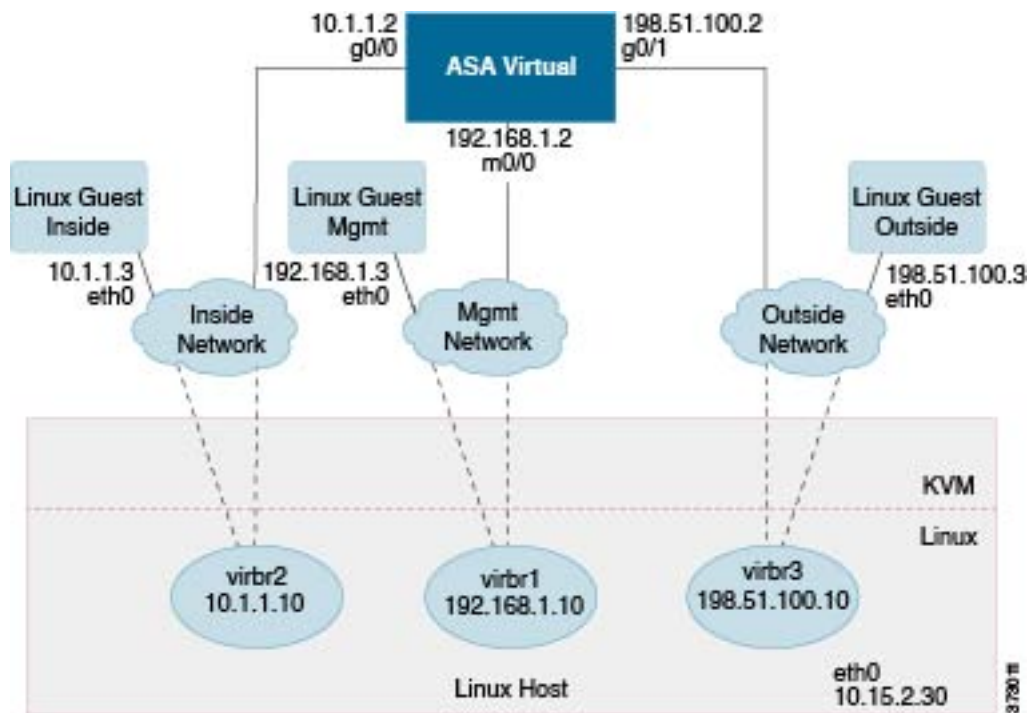 10.1.1.2
g0/0
ASA Virtual
198.51.100.2
g0/1
192.168.1.2
m0/0
Linux Guest
Inside
Linux Guest
Mgmt
Linux Guest
Outside
10.1.1.3
eth0
192.168.1.3
eth0
198.51.100.3
eth0
Inside
Network
Mgmt
Network
Outside
Network
KVM
Linux
virbr2
10.1.1.10
virbr1
192.168.1.10
virbr3
198.51.100.10
Linux Host
eth0
10.15.2.30
373011